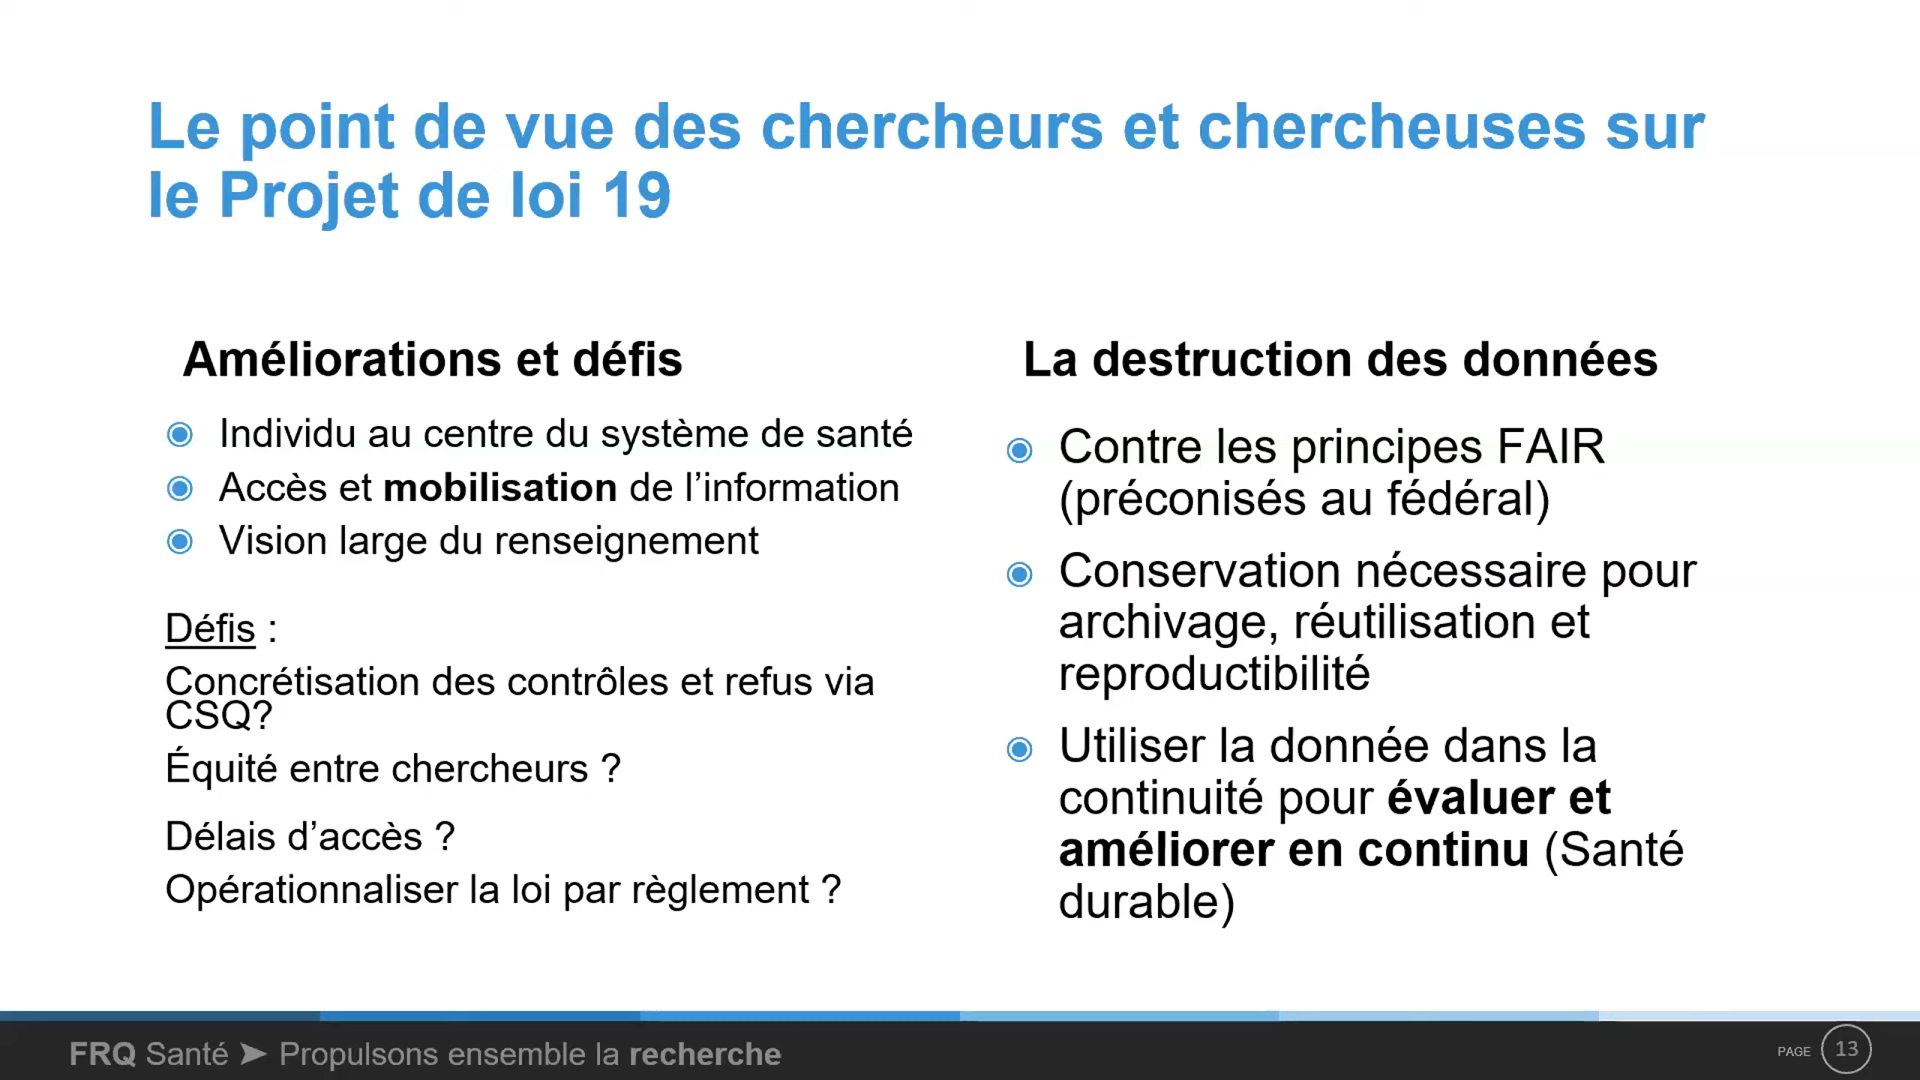 Le point de vue des chercheurs et chercheuses sur
le Projet de loi 19
Améliorations et défis
Individu au centre du système de santé
Accès et mobilisation de l’information
Vision large du renseignement
Défis :
Concrétisation des contrôles et refus via
CSQ?
Équité entre chercheurs ?
Délais d’accès ?
Opérationnaliser la loi par règlement ?
La destruction des données
Contre les principes FAIR
(préconisés au fédéral)
Conservation nécessaire pour
archivage, réutilisation et
reproductibilité
Utiliser la donnée dans la
continuité pour évaluer et
améliorer en continu (Santé
durable)
FRQ Santé ➤ Propulsons ensemble la recherche
PAGE 13